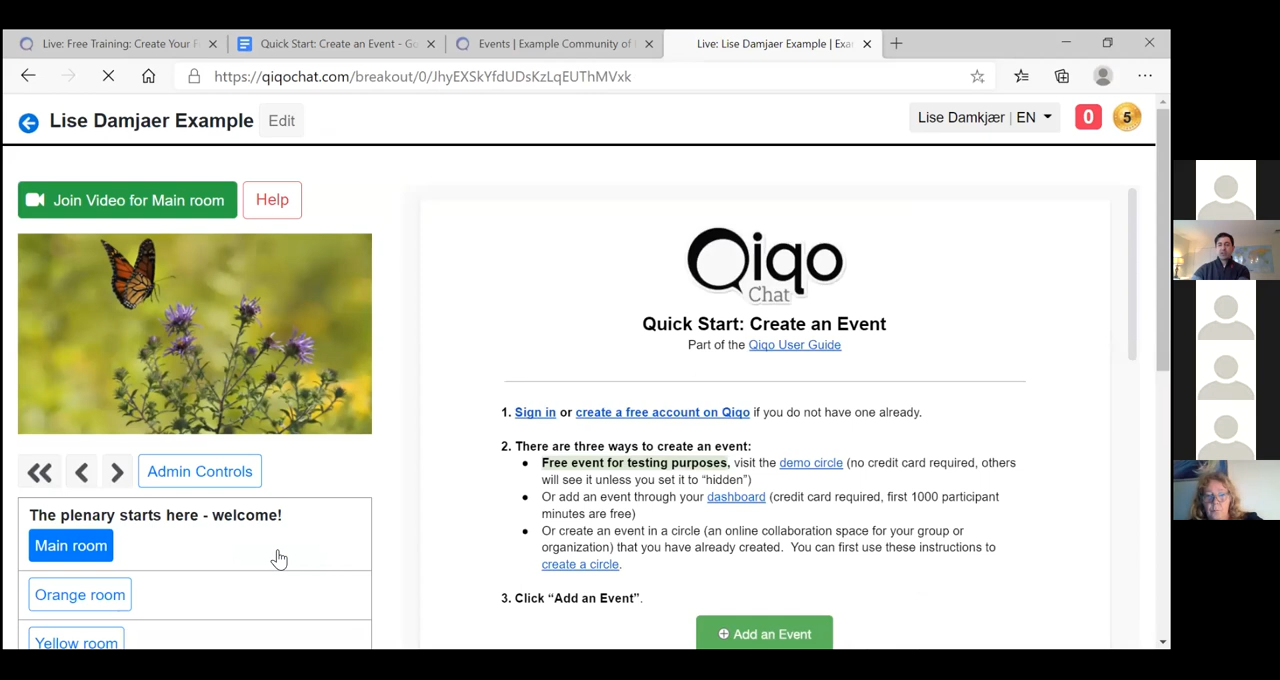 Live: Free Training: Create Your F
Quick Start: Create an Event - Go
Events | Example Community of
Live: Lise Damjaer Example | Exa
https://qiqochat.com/breakout/0/JhyEXSkYfdUDsKzLqEUThMVxk
Lise Damjaer Example
Edit
Lise Damkjær | EN
0
5
Join Video for Main room
Help
Admin Controls
The plenary starts here - welcome!
Main room
Orange room
Yellow room
Qiqo
Chat
Quick Start: Create an Event
Part of the Qiqo User Guide
1. Sign in or create a free account on Qiqo if you do not have one already.
2. There are three ways to create an event:
● Free event for testing purposes, visit the demo circle (no credit card required, others
will see it unless you set it to “hidden”)
● Or add an event through your dashboard (credit card required, first 1000 participant
minutes are free)
● Or create an event in a circle (an online collaboration space for your group or
organization) that you have already created. You can first use these instructions to
create a circle.
3. Click “Add an Event”.
Add an Event